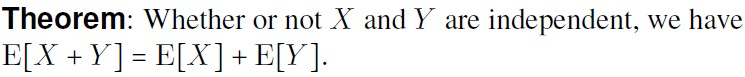 Theorem: Whether or not X and Y are independent, we have
E[X + Y] = E[X] + E[Y].